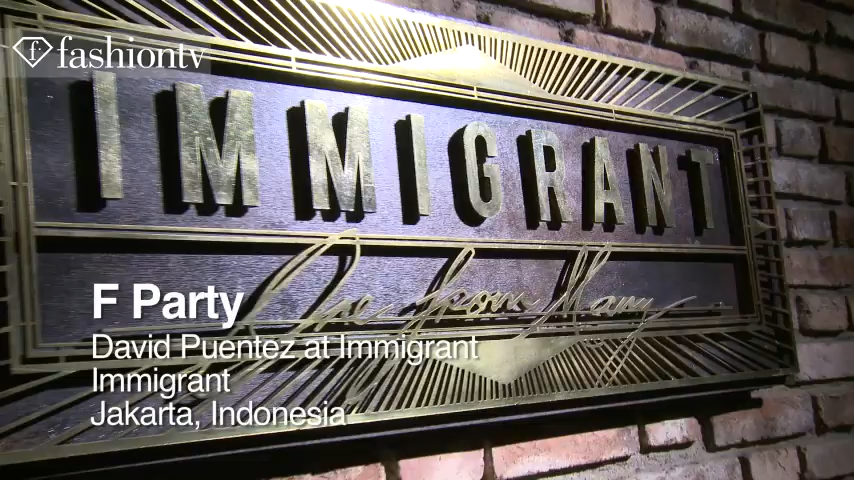 fashiontv
IMMIGRANT
One from Many
F Party
David Puentez at Immigrant
Immigrant
Jakarta, Indonesia